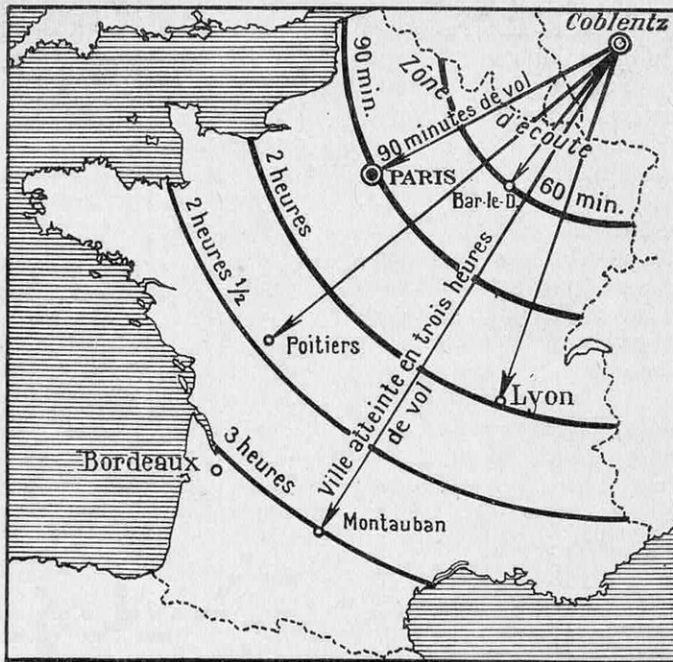 Coblentz
90 min.
Zone
d'écoute
90 minutes de vol
PARIS
Bar-le-D.
60 min.
2 heures
2 heures ½
Poitiers
Ville atteinte en trois heures
de vol
Lyon
3 heures
Bordeaux
Montauban